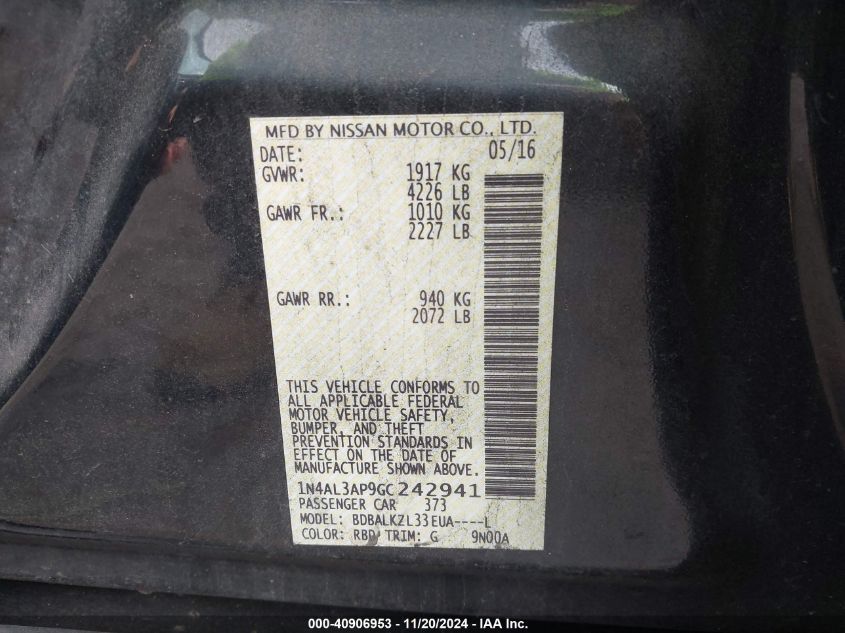 MFD BY NISSAN MOTOR CO., LTD.
DATE: 05/16
GVWR: 1917 KG
4226 LB
GAWR FR.: 1010 KG
2227 LB
GAWR RR.: 940 KG
2072 LB
THIS VEHICLE CONFORMS TO
ALL APPLICABLE FEDERAL
MOTOR VEHICLE SAFETY,
BUMPER, AND THEFT
PREVENTION STANDARDS IN
EFFECT ON THE DATE OF
MANUFACTURE SHOWN ABOVE.
1N4AL3AP9GC242941
PASSENGER CAR 373
MODEL: BDBALKZL33EUA----L
COLOR: RBD TRIM: G 9N00A
000-40906953 - 11/20/2024 - IAA Inc.